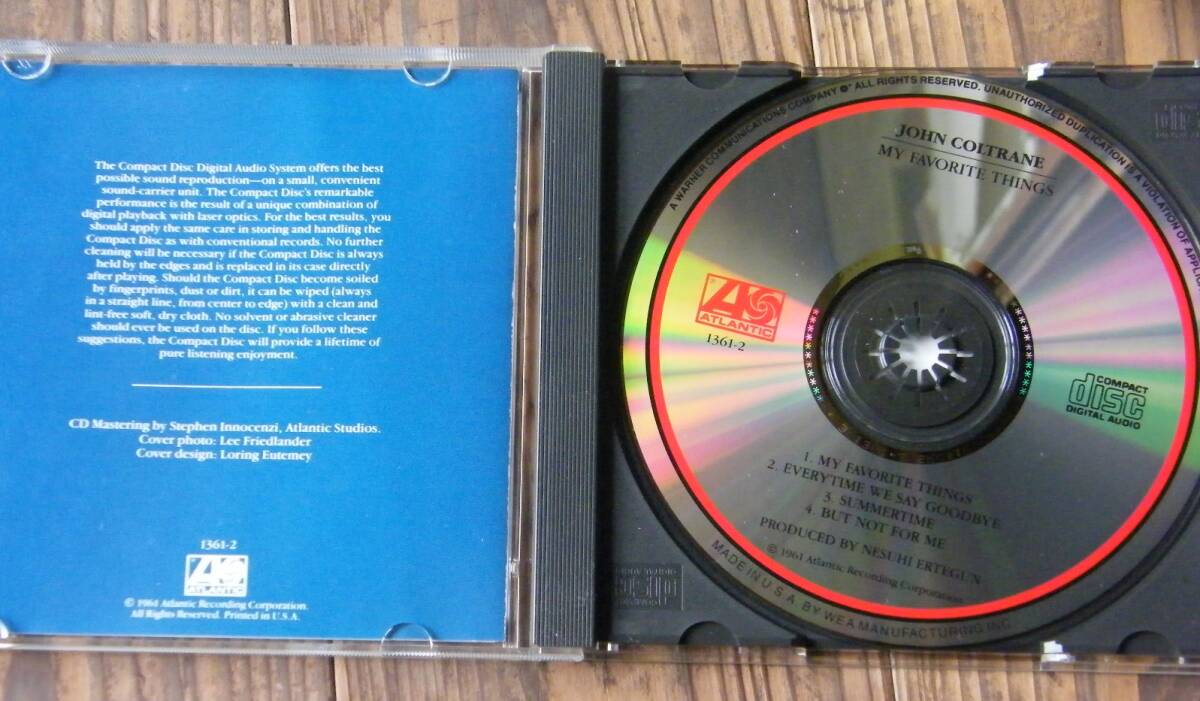 The Compact Disc Digital Audio System offers the best
possible sound reproduction—on a small, convenient
sound-carrier unit. The Compact Disc's remarkable
performance is the result of a unique combination of
digital playback with laser optics. For the best results, you
should apply the same care in storing and handling the
Compact Disc as with conventional records. No further
cleaning will be necessary if the Compact Disc is always
held by the edges and is replaced in its case directly
after playing. Should the Compact Disc become soiled
by fingerprints, dust or dirt, it can be wiped (always
in a straight line, from center to edge) with a clean and
lint-free soft, dry cloth. No solvent or abrasive cleaner
should ever be used on the disc. If you follow these
suggestions, the Compact Disc will provide a lifetime of
pure listening enjoyment.
CD Mastering by Stephen Innocenzi, Atlantic Studios.
Cover photo: Lee Friedlander
Cover design: Loring Eutemey
1361-2
ATLANTIC
© 1961 Atlantic Recording Corporation.
All Rights Reserved. Printed in U.S.A.
A WARNER COMMUNICATIONS COMPANY ℗ ALL RIGHTS RESERVED. UNAUTHORIZED DUPLICATION IS A VIOLATION OF
JOHN COLTRANE
MY FAVORITE THINGS
ATLANTIC
1361-2
COMPACT
disc
DIGITAL AUDIO
1. MY FAVORITE THINGS
2. EVERYTIME WE SAY GOODBYE
3. SUMMERTIME
4. BUT NOT FOR ME
PRODUCED BY NESUHI ERTEGUN
© 1961 Atlantic Recording Corporation
MADE IN U.S.A. BY WEA MANUFACTURING INC